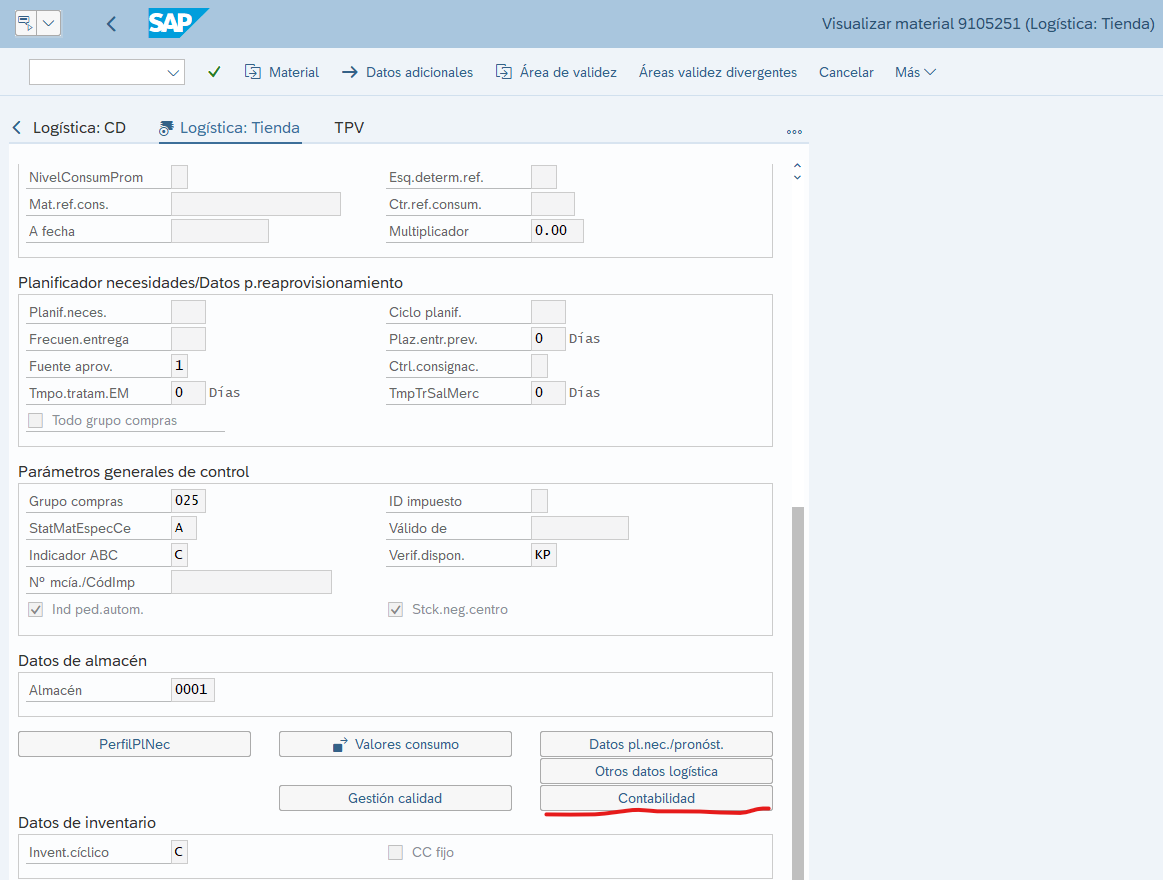 SAP
Visualizar material 9105251 (Logística: Tienda)
Material
Datos adicionales
Área de validez
Áreas validez divergentes
Cancelar
Más
Logística: CD
Logística: Tienda
TPV
NivelConsumProm
Esq.determ.ref.
Mat.ref.cons.
Ctr.ref.consum.
A fecha
Multiplicador 0.00
Planificador necesidades/Datos p.reaprovisionamiento
Planif.neces.
Ciclo planif.
Frecuen.entrega
Plaz.entr.prev. 0 Días
Fuente aprov. 1
Ctrl.consignac.
Tmpo.tratam.EM 0 Días
TmpTrSalMerc 0 Días
Todo grupo compras
Parámetros generales de control
Grupo compras 025
ID impuesto
StatMatEspecCe A
Válido de
Indicador ABC C
Verif.dispon. KP
Nº mcía./CódImp
Ind ped.autom.
Stck.neg.centro
Datos de almacén
Almacén 0001
PerfilPlNec
Valores consumo
Datos pl.nec./pronóst.
Otros datos logística
Gestión calidad
Contabilidad
Datos de inventario
Invent.cíclico C
CC fijo